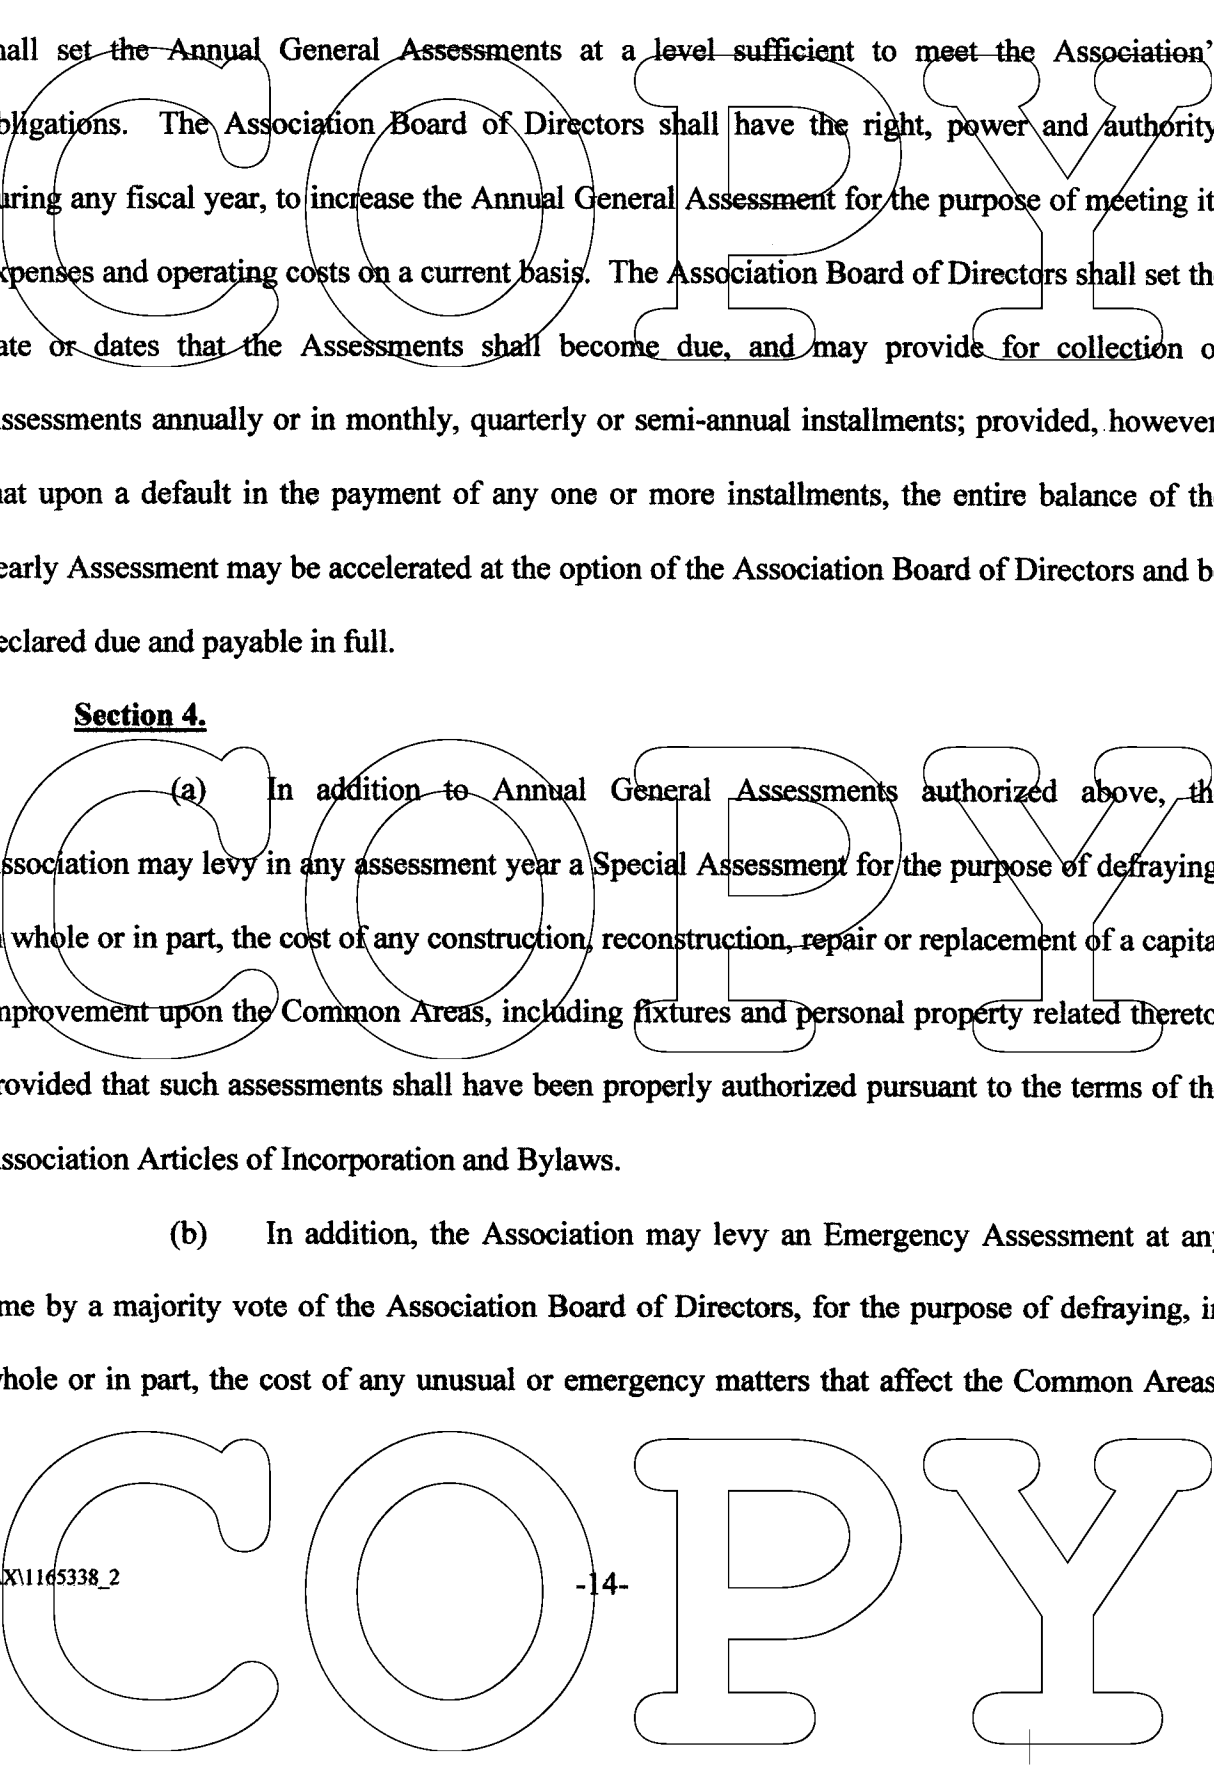 hall set the Annual General Assessments at a level sufficient to meet the Association'
bligations. The Association Board of Directors shall have the right, power and authority
uring any fiscal year, to increase the Annual General Assessment for the purpose of meeting it
xpenses and operating costs on a current basis. The Association Board of Directors shall set th
ate or dates that the Assessments shall become due, and may provide for collection o
ssessments annually or in monthly, quarterly or semi-annual installments; provided, however
hat upon a default in the payment of any one or more installments, the entire balance of th
early Assessment may be accelerated at the option of the Association Board of Directors and b
eclared due and payable in full.
Section 4.
(a) In addition to Annual General Assessments authorized above, th
ssociation may levy in any assessment year a Special Assessment for the purpose of defraying
whole or in part, the cost of any construction, reconstruction, repair or replacement of a capita
mprovement upon the Common Areas, including fixtures and personal property related thereto
rovided that such assessments shall have been properly authorized pursuant to the terms of th
ssociation Articles of Incorporation and Bylaws.
(b) In addition, the Association may levy an Emergency Assessment at any
me by a majority vote of the Association Board of Directors, for the purpose of defraying, in
hole or in part, the cost of any unusual or emergency matters that affect the Common Areas
X\1165338_2
-14-
COPY
COPY
COPY